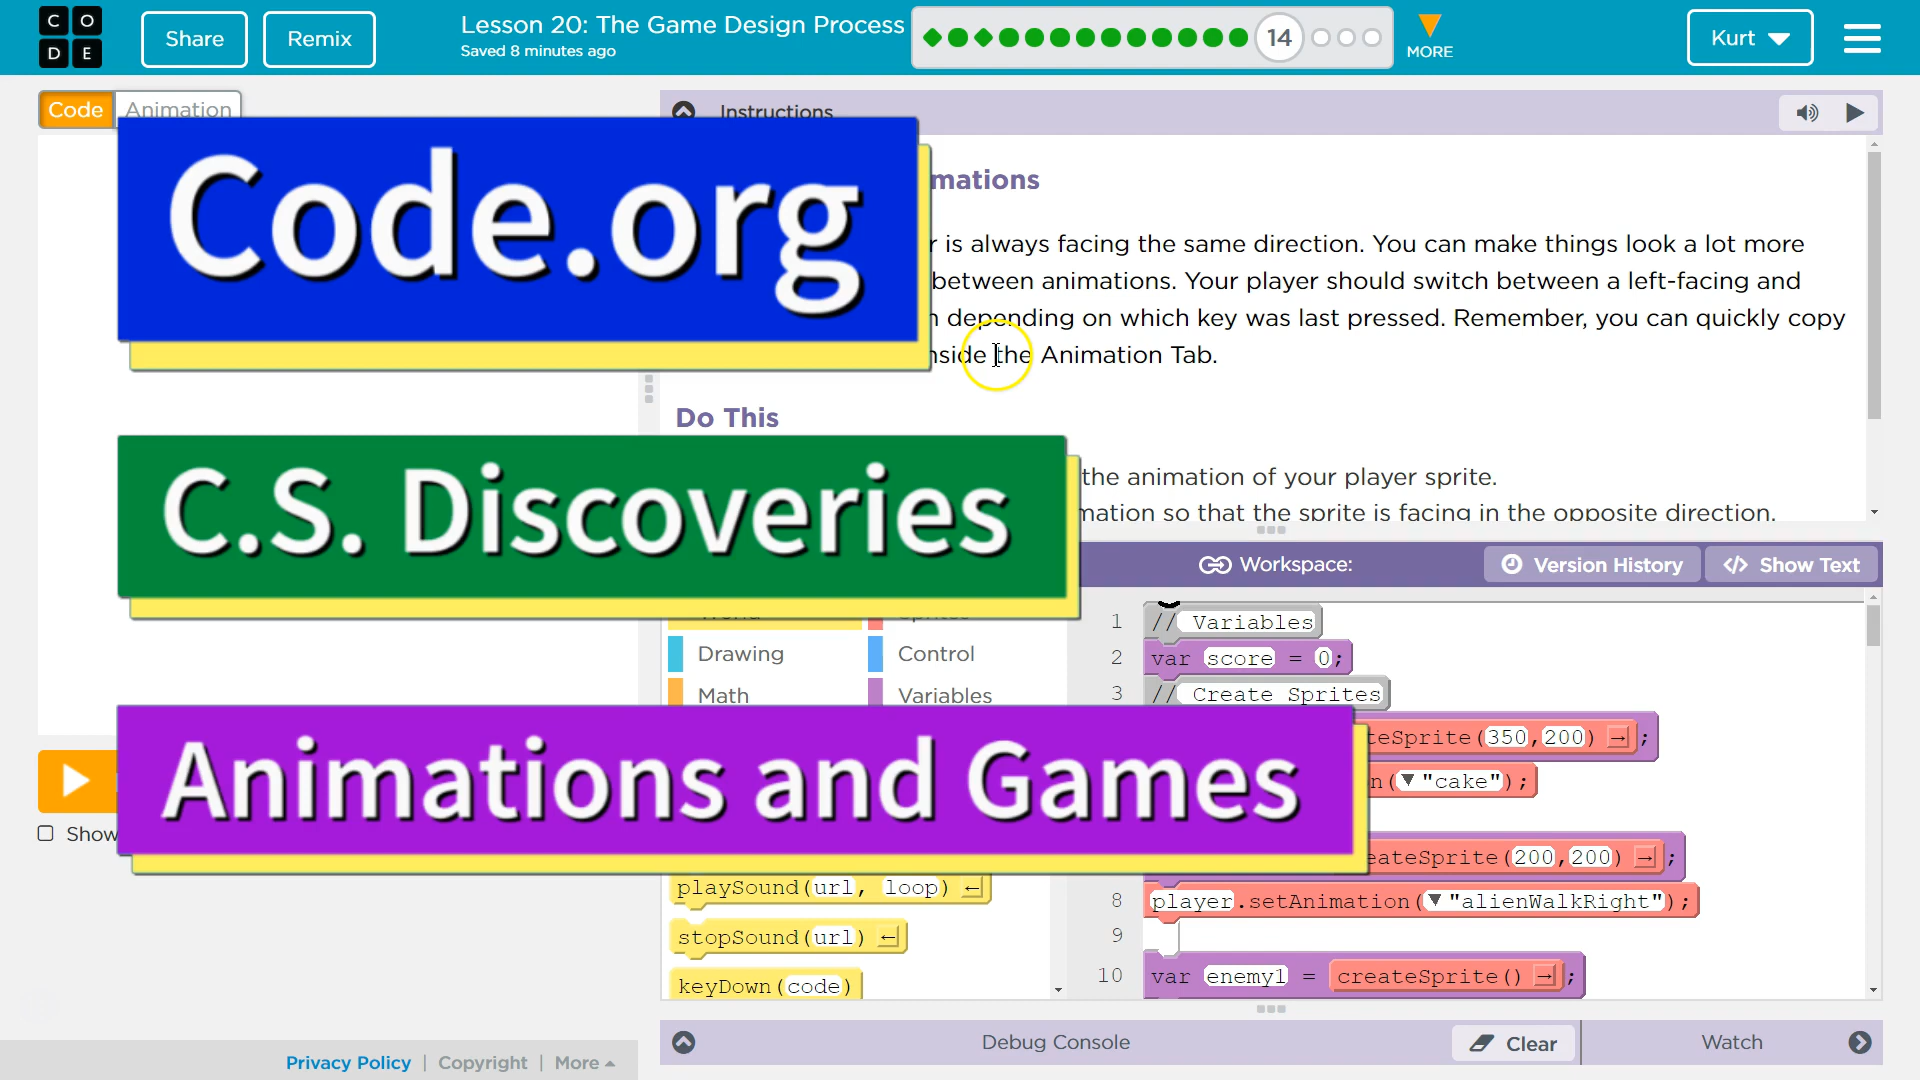 CODE
Share
Remix
Lesson 20: The Game Design Process
Saved 8 minutes ago
14
MORE
Kurt
Code
Animation
Instructions
Code.org
mations
r is always facing the same direction. You can make things look a lot more
between animations. Your player should switch between a left-facing and
n depending on which key was last pressed. Remember, you can quickly copy
nside the Animation Tab.
Do This
C.S. Discoveries
the animation of your player sprite.
mation so that the sprite is facing in the opposite direction.
Workspace:
Version History
</> Show Text
Drawing
Control
Math
Variables
1 // Variables
2 var score = 0;
3 // Create Sprites
teSprite(350,200) → ;
n(▼"cake");
Animations and Games
Show
eateSprite(200,200) → ;
playSound(url, loop) ←
stopSound(url) ←
keyDown(code)
8 player.setAnimation(▼"alienWalkRight");
9
10 var enemy1 = createSprite() → ;
Debug Console
Clear
Watch
Privacy Policy | Copyright | More